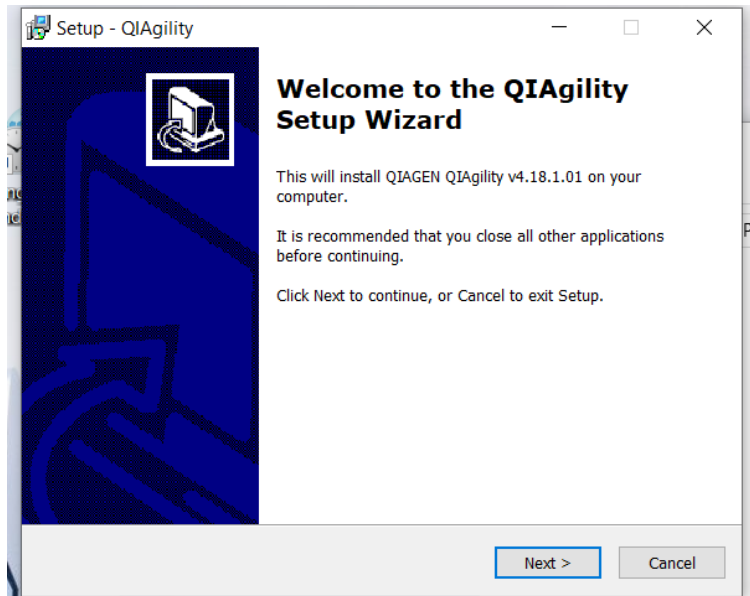 Setup - QIAgility
Welcome to the QIAgility
Setup Wizard
This will install QIAGEN QIAgility v4.18.1.01 on your
computer.
It is recommended that you close all other applications
before continuing.
Click Next to continue, or Cancel to exit Setup.
Next >
Cancel